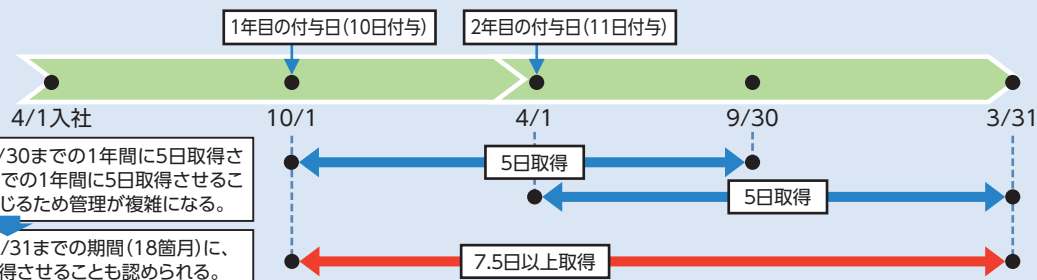 1年目の付与日(10日付与)
2年目の付与日(11日付与)
4/1入社
10/1
4/1
9/30
3/31
/30までの1年間に5日取得さ
での1年間に5日取得させるこ
じるため管理が複雑になる。
5日取得
5日取得
/31までの期間(18箇月)に、
得させることも認められる。
7.5日以上取得